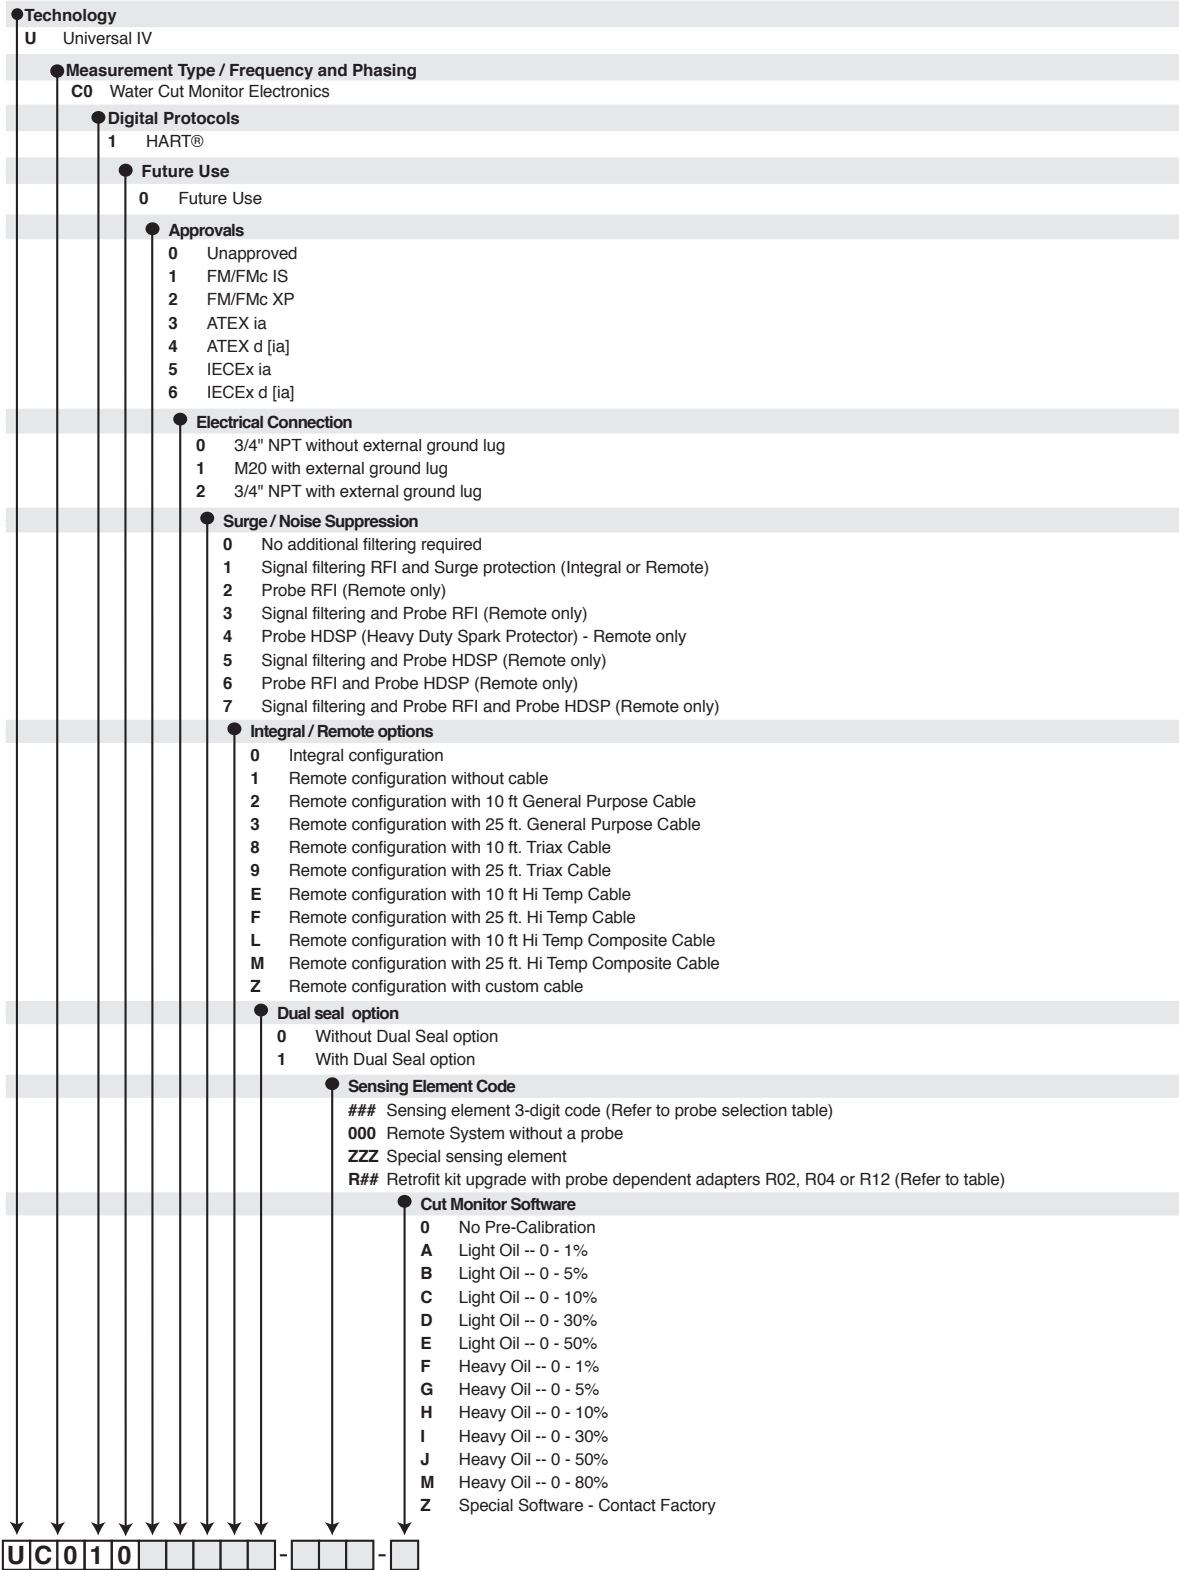 Technology
U Universal IV
Measurement Type / Frequency and Phasing
C0 Water Cut Monitor Electronics
Digital Protocols
1 HART®
Future Use
0 Future Use
Approvals
0 Unapproved
1 FM/FMc IS
2 FM/FMc XP
3 ATEX ia
4 ATEX d [ia]
5 IECEx ia
6 IECEx d [ia]
Electrical Connection
0 3/4" NPT without external ground lug
1 M20 with external ground lug
2 3/4" NPT with external ground lug
Surge / Noise Suppression
0 No additional filtering required
1 Signal filtering RFI and Surge protection (Integral or Remote)
2 Probe RFI (Remote only)
3 Signal filtering and Probe RFI (Remote only)
4 Probe HDSP (Heavy Duty Spark Protector) - Remote only
5 Signal filtering and Probe HDSP (Remote only)
6 Probe RFI and Probe HDSP (Remote only)
7 Signal filtering and Probe RFI and Probe HDSP (Remote only)
Integral / Remote options
0 Integral configuration
1 Remote configuration without cable
2 Remote configuration with 10 ft General Purpose Cable
3 Remote configuration with 25 ft. General Purpose Cable
8 Remote configuration with 10 ft. Triax Cable
9 Remote configuration with 25 ft. Triax Cable
E Remote configuration with 10 ft Hi Temp Cable
F Remote configuration with 25 ft. Hi Temp Cable
L Remote configuration with 10 ft Hi Temp Composite Cable
M Remote configuration with 25 ft. Hi Temp Composite Cable
Z Remote configuration with custom cable
Dual seal option
0 Without Dual Seal option
1 With Dual Seal option
Sensing Element Code
### Sensing element 3-digit code (Refer to probe selection table)
000 Remote System without a probe
ZZZ Special sensing element
R## Retrofit kit upgrade with probe dependent adapters R02, R04 or R12 (Refer to table)
Cut Monitor Software
0 No Pre-Calibration
A Light Oil -- 0 - 1%
B Light Oil -- 0 - 5%
C Light Oil -- 0 - 10%
D Light Oil -- 0 - 30%
E Light Oil -- 0 - 50%
F Heavy Oil -- 0 - 1%
G Heavy Oil -- 0 - 5%
H Heavy Oil -- 0 - 10%
I Heavy Oil -- 0 - 30%
J Heavy Oil -- 0 - 50%
M Heavy Oil -- 0 - 80%
Z Special Software - Contact Factory
U C 0 1 0 - -